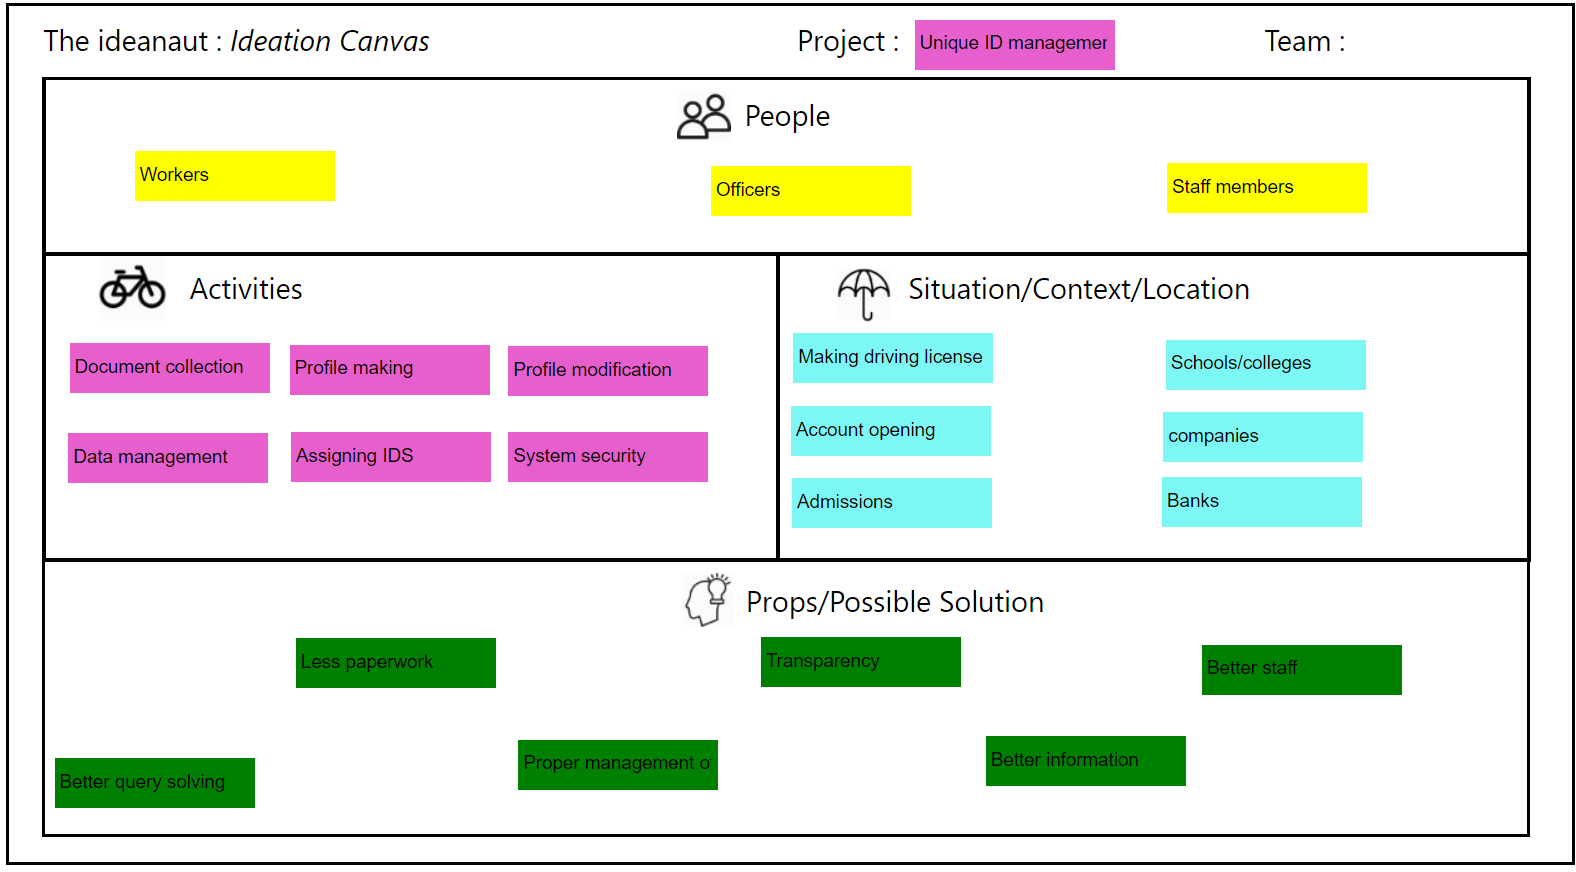 The ideanaut : Ideation Canvas
Project :
Unique ID managemer
Team :
People
Workers
Officers
Staff members
Activities
Document collection
Profile making
Profile modification
Data management
Assigning IDS
System security
Situation/Context/Location
Making driving license
Schools/colleges
Account opening
companies
Admissions
Banks
Props/Possible Solution
Less paperwork
Transparency
Better staff
Better query solving
Proper management o
Better information